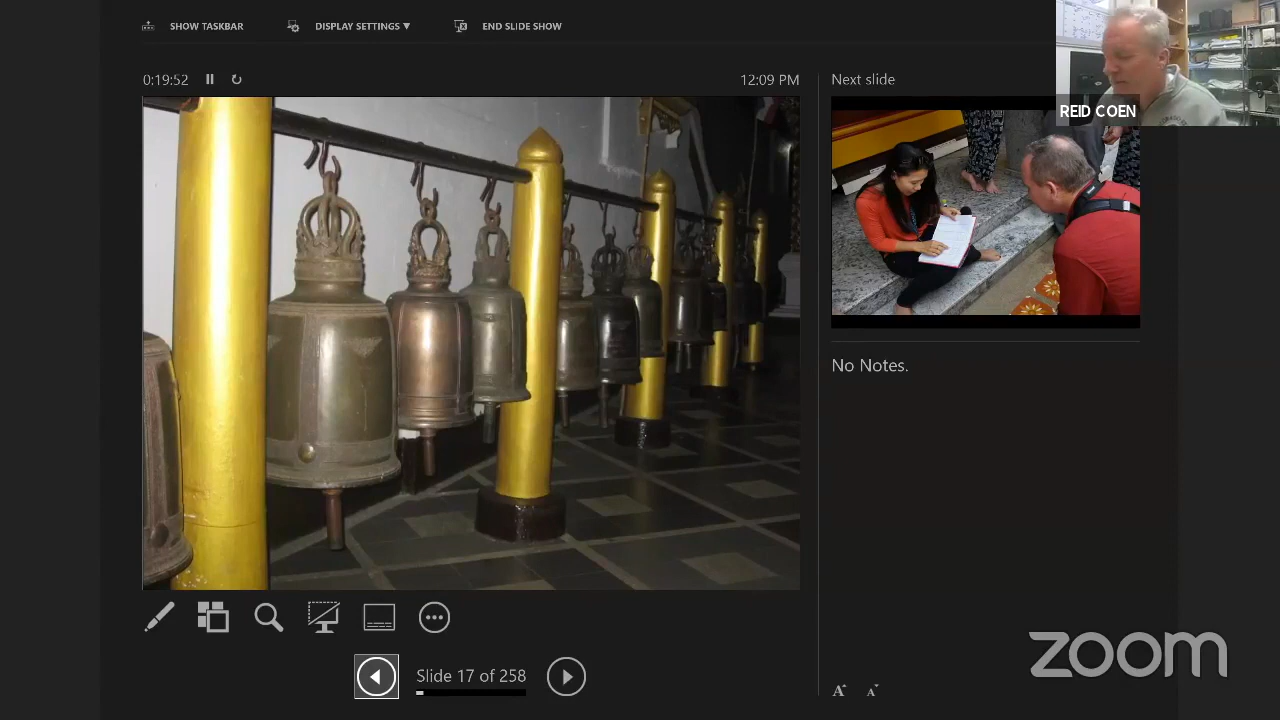 SHOW TASKBAR
DISPLAY SETTINGS ▼
END SLIDE SHOW
0:19:52
12:09 PM
Next slide
REID COEN
No Notes.
Slide 17 of 258
zoom
A A